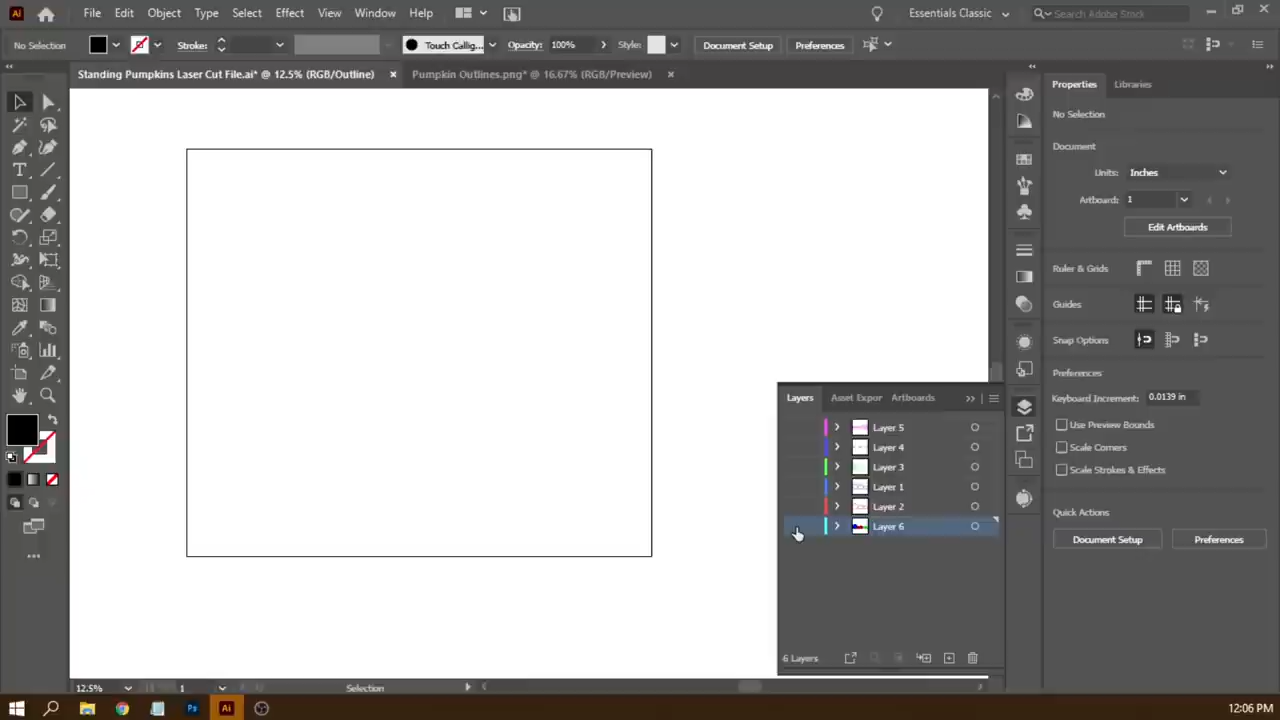 Ai File Edit Object Type Select Effect View Window Help Essentials Classic Search Adobe Stock
No Selection Stroke: Touch Callig... Opacity: 100% Style: Document Setup Preferences
Standing Pumpkins Laser Cut File.ai* @ 12.5% (RGB/Outline) × Pumpkin Outlines.png* @ 16.67% (RGB/Preview) ×
Properties Libraries
No Selection
Document
Units: Inches
Artboard: 1
Edit Artboards
Ruler & Grids
Guides
Snap Options
Preferences
Keyboard Increment: 0.0139 in
Use Preview Bounds
Scale Corners
Scale Strokes & Effects
Quick Actions
Document Setup Preferences
Layers Asset Expor Artboards
Layer 5
Layer 4
Layer 3
Layer 1
Layer 2
Layer 6
6 Layers
12.5% 1 Selection
Ps Ai 12:06 PM